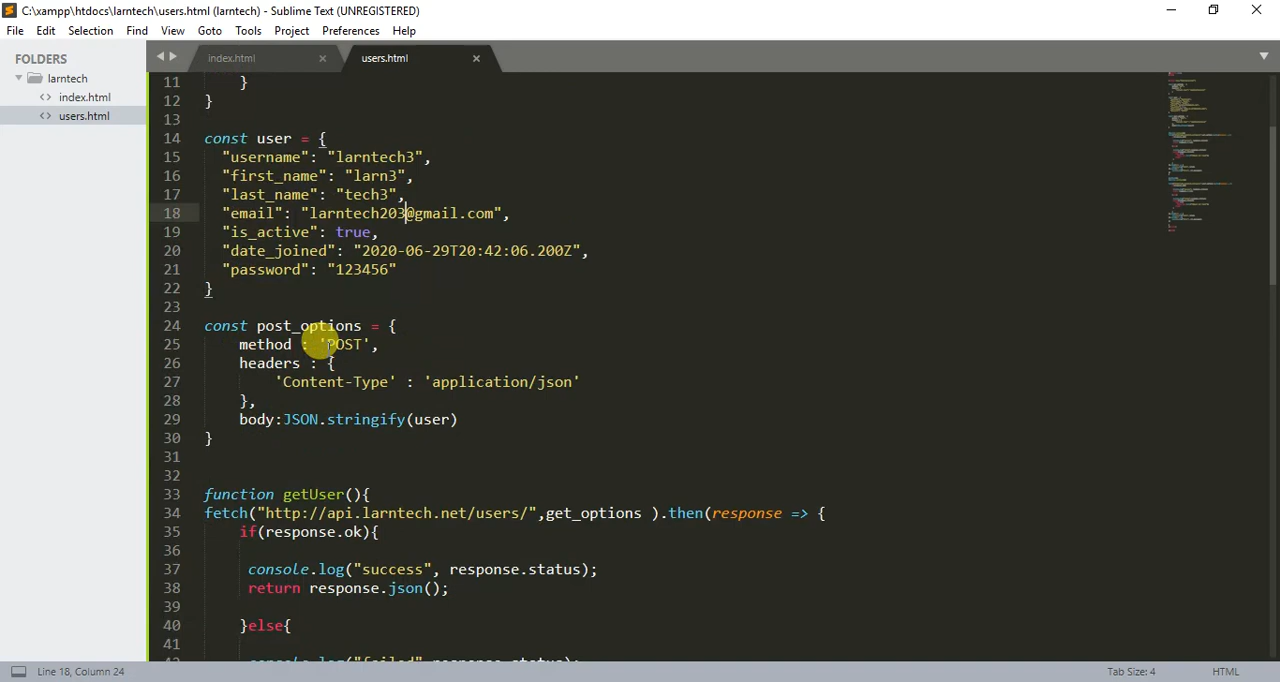 C:\xampp\htdocs\larntech\users.html (larntech) - Sublime Text (UNREGISTERED)
File Edit Selection Find View Goto Tools Project Preferences Help
FOLDERS
larntech
index.html
users.html
index.html users.html
11 }
12 }
13
14 const user = {
15 "username": "larntech3",
16 "first_name": "larn3",
17 "last_name": "tech3",
18 "email": "larntech203@gmail.com",
19 "is_active": true,
20 "date_joined": "2020-06-29T20:42:06.200Z",
21 "password": "123456"
22 }
23
24 const post_options = {
25 method : 'POST',
26 headers : {
27 'Content-Type' : 'application/json'
28 },
29 body:JSON.stringify(user)
30 }
31
32
33 function getUser(){
34 fetch("http://api.larntech.net/users/",get_options ).then(response => {
35 if(response.ok){
36
37 console.log("success", response.status);
38 return response.json();
39
40 }else{
41
42 console.log("failed" response.status);
Line 18, Column 24
Tab Size: 4
HTML